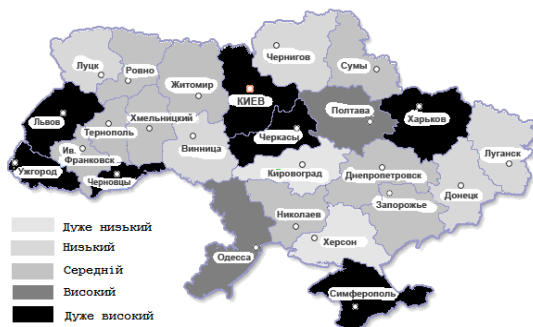 Чернигов
Луцк
Ровно
Сумы
Житомир
КИЕВ
Львов
Полтава
Харьков
Тернополь
Хмельницкий
Черкасы
Ив.
Франковск
Винница
Луганск
Ужгород
Черновцы
Кировоград
Днепропетровск
Донецк
Запорожье
Николаев
Херсон
Одесса
Симферополь
Дуже низький
Низький
Середній
Високий
Дуже високий